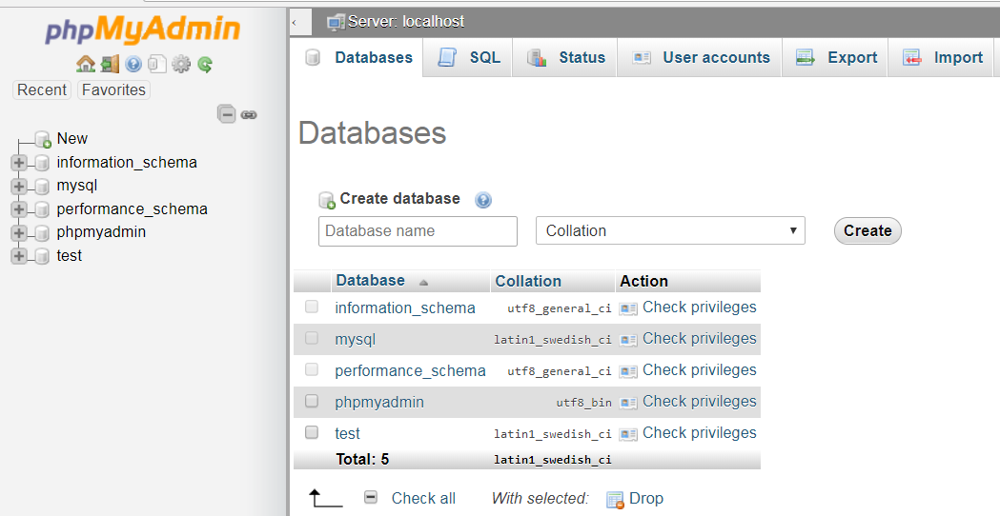 phpMyAdmin
Recent Favorites
New
information_schema
mysql
performance_schema
phpmyadmin
test
Server: localhost
Databases SQL Status User accounts Export Import
Databases
Create database
Database name Collation Create
Database Collation Action
information_schema utf8_general_ci Check privileges
mysql latin1_swedish_ci Check privileges
performance_schema utf8_general_ci Check privileges
phpmyadmin utf8_bin Check privileges
test latin1_swedish_ci Check privileges
Total: 5 latin1_swedish_ci
Check all With selected: Drop